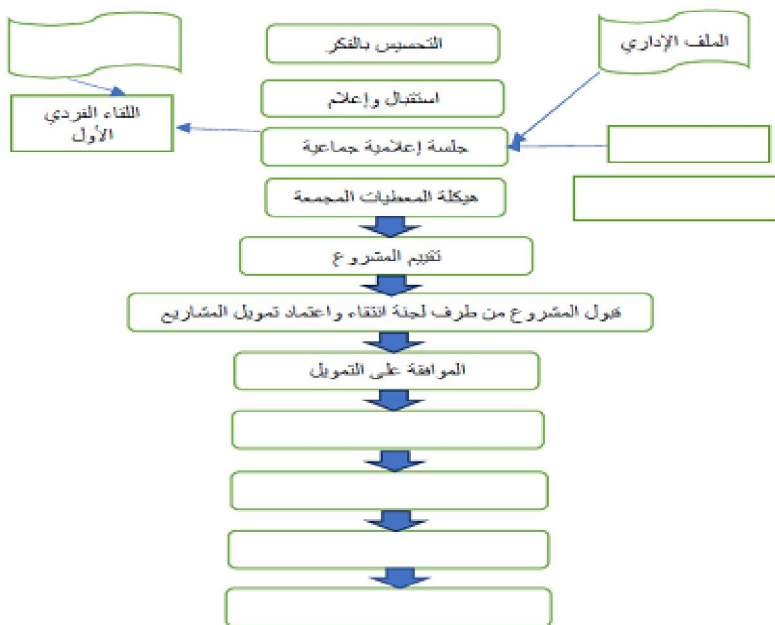 التحسيس بالفكر
الملف الإداري
استقبال وإعلام
اللقاء الفردي
الأول
جلسة إعلامية جماعية
هيكلة المعطيات المجمعة
تقييم المشروع
قبول المشروع من طرف لجنة انتقاء واعتماد تمويل المشاريع
الموافقة على التمويل